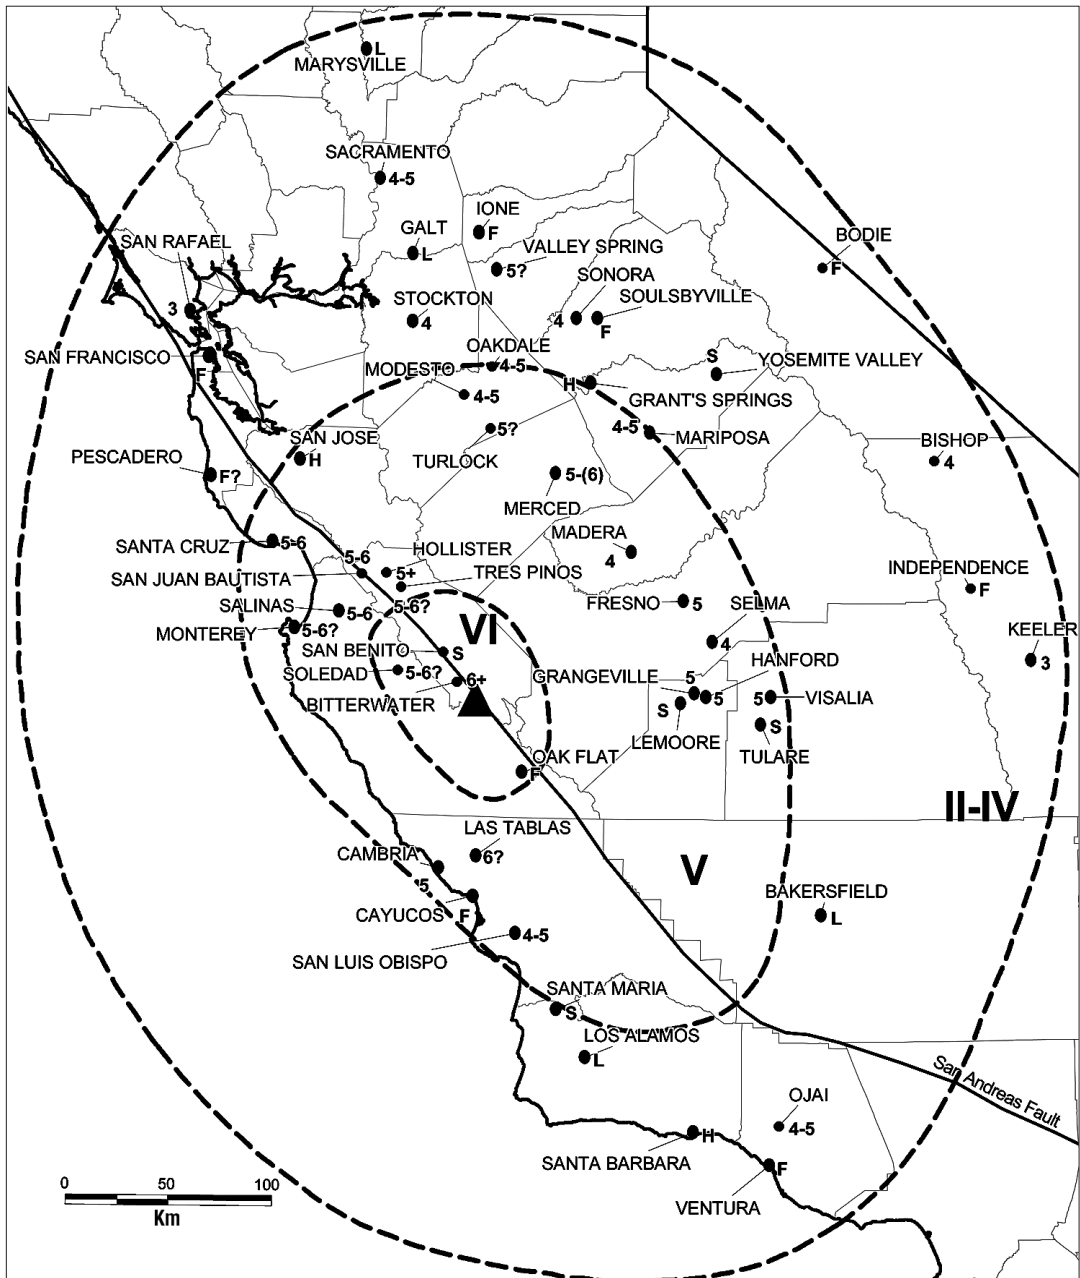 L
MARYSVILLE
SACRAMENTO
4-5
IONE
F
GALT
L
SAN RAFAEL
3
VALLEY SPRING
5?
BODIE
F
SONORA
4
SOULSBYVILLE
F
STOCKTON
4
OAKDALE
4-5
SAN FRANCISCO
F
MODESTO
4-5
S
YOSEMITE VALLEY
H
GRANT'S SPRINGS
4-5
MARIPOSA
5?
TURLOCK
SAN JOSE
H
BISHOP
4
PESCADERO
F?
5-(6)
MERCED
MADERA
4
SANTA CRUZ
5-6
HOLLISTER
5+
5-6
SAN JUAN BAUTISTA
TRES PINOS
5-6?
INDEPENDENCE
F
FRESNO
5
SELMA
4
SALINAS
5-6
MONTEREY
5-6?
VI
KEELER
3
SAN BENITO
S
SOLEDAD
5-6?
BITTERWATER
6+
GRANGEVILLE
5
HANFORD
5
VISALIA
S
LEMOORE
5
S
TULARE
OAK FLAT
F
II-IV
LAS TABLAS
6?
CAMBRIA
5
V
BAKERSFIELD
L
CAYUCOS
F
4-5
SAN LUIS OBISPO
SANTA MARIA
S
LOS ALAMOS
L
San Andreas Fault
OJAI
4-5
H
SANTA BARBARA
F
VENTURA
0 50 100
Km